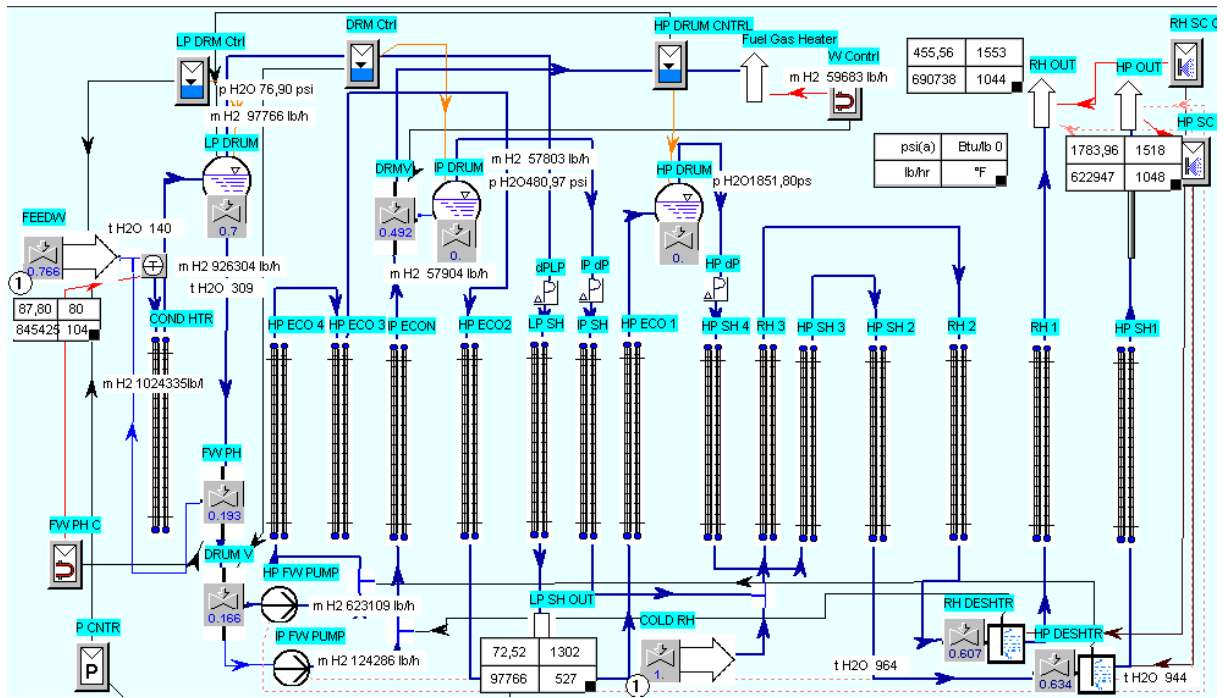 DRM Ctrl
HP DRUM CNTRL
RH SC C
LP DRM Ctrl
Fuel Gas Heater
W Contrl
455,56 1553
690738 1044
RH OUT
HP OUT
m H2 59683 lb/h
p H2O 76,90 psi
m H2 97766 lb/h
LP DRUM
HP SC
psi(a) Btu/lb 0
lb/hr °F
1783,96 1518
622947 1048
m H2 57803 lb/h
DRMV
IP DRUM
HP DRUM
p H2O480,97 psi
p H2O1851,80ps
0.7
0.492
0.
0.
FEEDW
t H2O 140
0.766
m H2 926304 lb/h
t H2O 309
m H2 57904 lb/h
dPLP
IP dP
HP dP
1
87,80 80
845425 104
COND HTR
HP ECO 4
HP ECO 3
IP ECON
HP ECO2
LP SH
IP SH
HP ECO 1
HP SH 4
RH 3
HP SH 3
HP SH 2
RH 2
RH 1
HP SH1
m H2 1024335lb/l
FW PH
0.193
FW PH C
DRUM V
0.166
HP FW PUMP
m H2 623109 lb/h
LP SH OUT
COLD RH
RH DESHTR
0.607
HP DESHTR
P CNTR
P
IP FW PUMP
m H2 124286 lb/h
72,52 1302
97766 527
1.
1
t H2O 964
0.634
t H2O 944